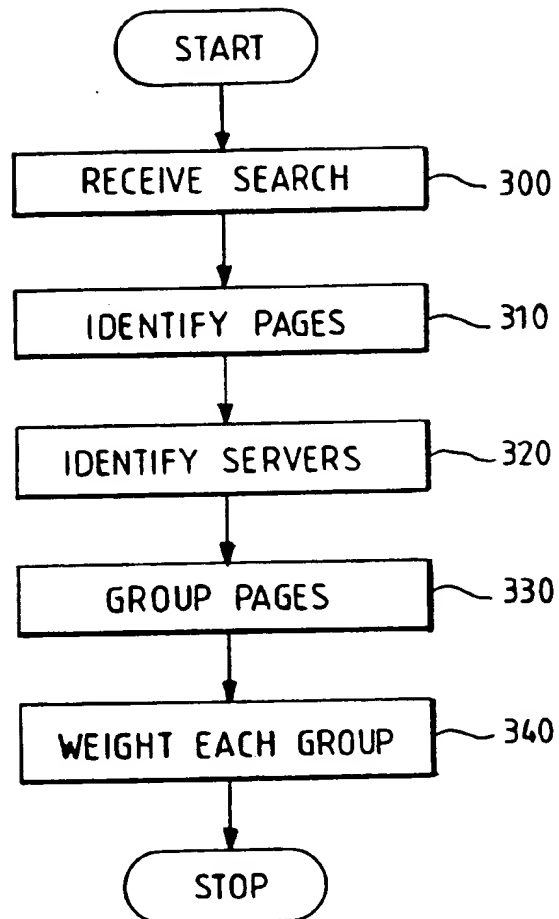 START
RECEIVE SEARCH 300
IDENTIFY PAGES 310
IDENTIFY SERVERS 320
GROUP PAGES 330
WEIGHT EACH GROUP 340
STOP